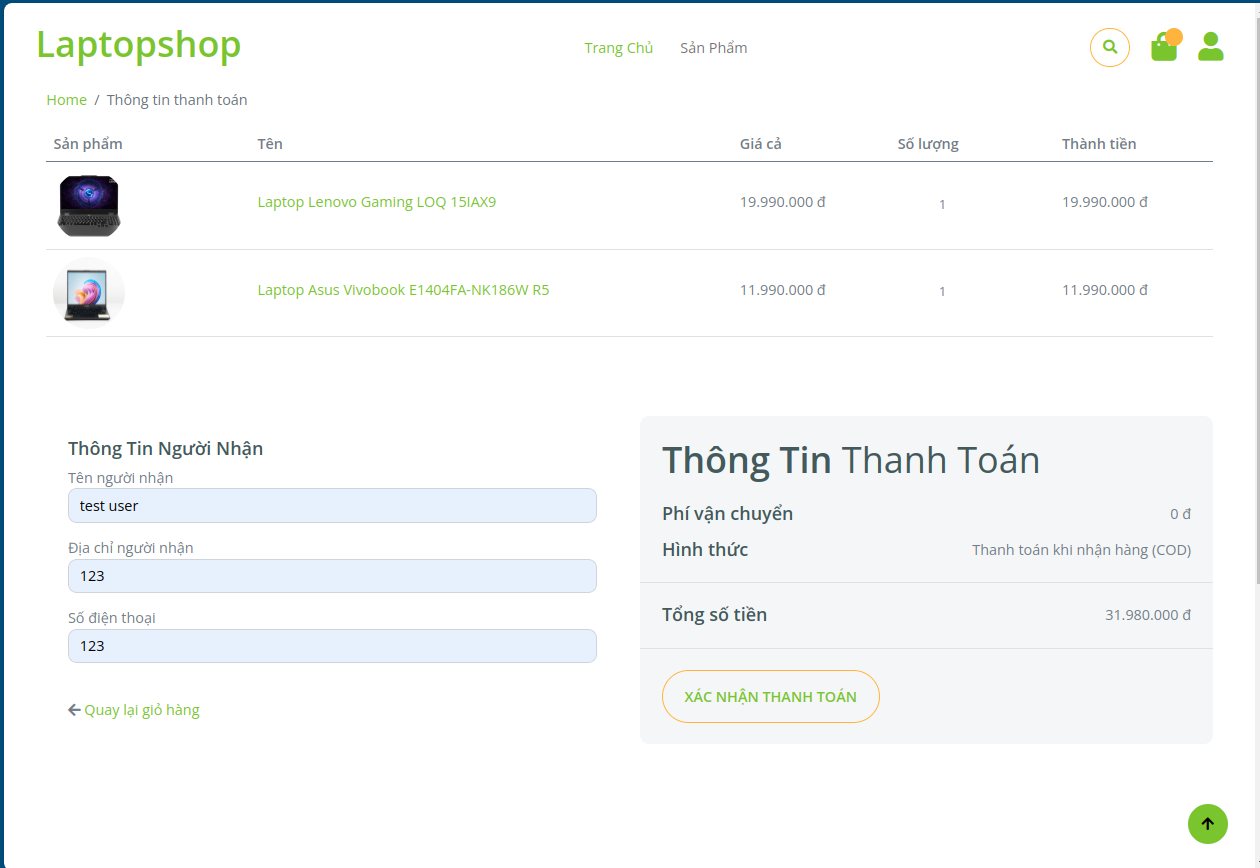 Laptopshop
Trang Chủ Sản Phẩm
Home / Thông tin thanh toán
Sản phẩm Tên Giá cả Số lượng Thành tiền
Laptop Lenovo Gaming LOQ 15IAX9 19.990.000 đ 1 19.990.000 đ
Laptop Asus Vivobook E1404FA-NK186W R5 11.990.000 đ 1 11.990.000 đ
Thông Tin Người Nhận
Tên người nhận
test user
Địa chỉ người nhận
123
Số điện thoại
123
Quay lại giỏ hàng
Thông Tin Thanh Toán
Phí vận chuyển 0 đ
Hình thức Thanh toán khi nhận hàng (COD)
Tổng số tiền 31.980.000 đ
XÁC NHẬN THANH TOÁN